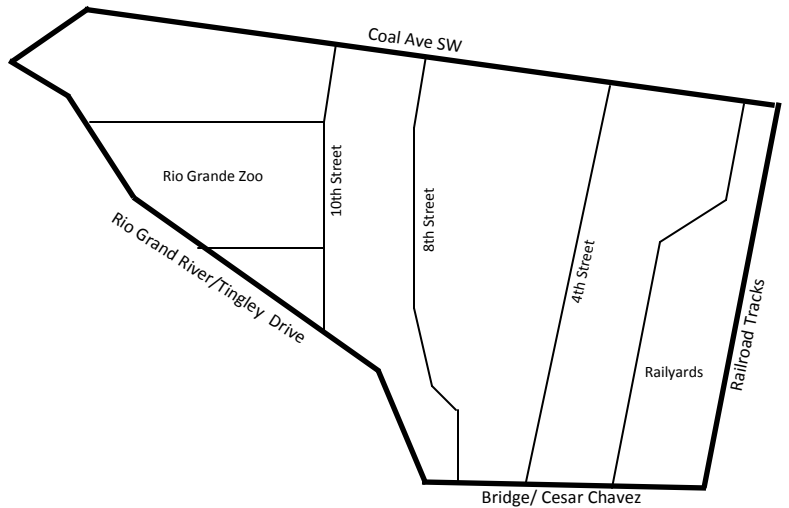 Coal Ave SW
Rio Grande Zoo
10th Street
8th Street
4th Street
Rio Grand River/Tingley Drive
Railyards
Railroad Tracks
Bridge/ Cesar Chavez